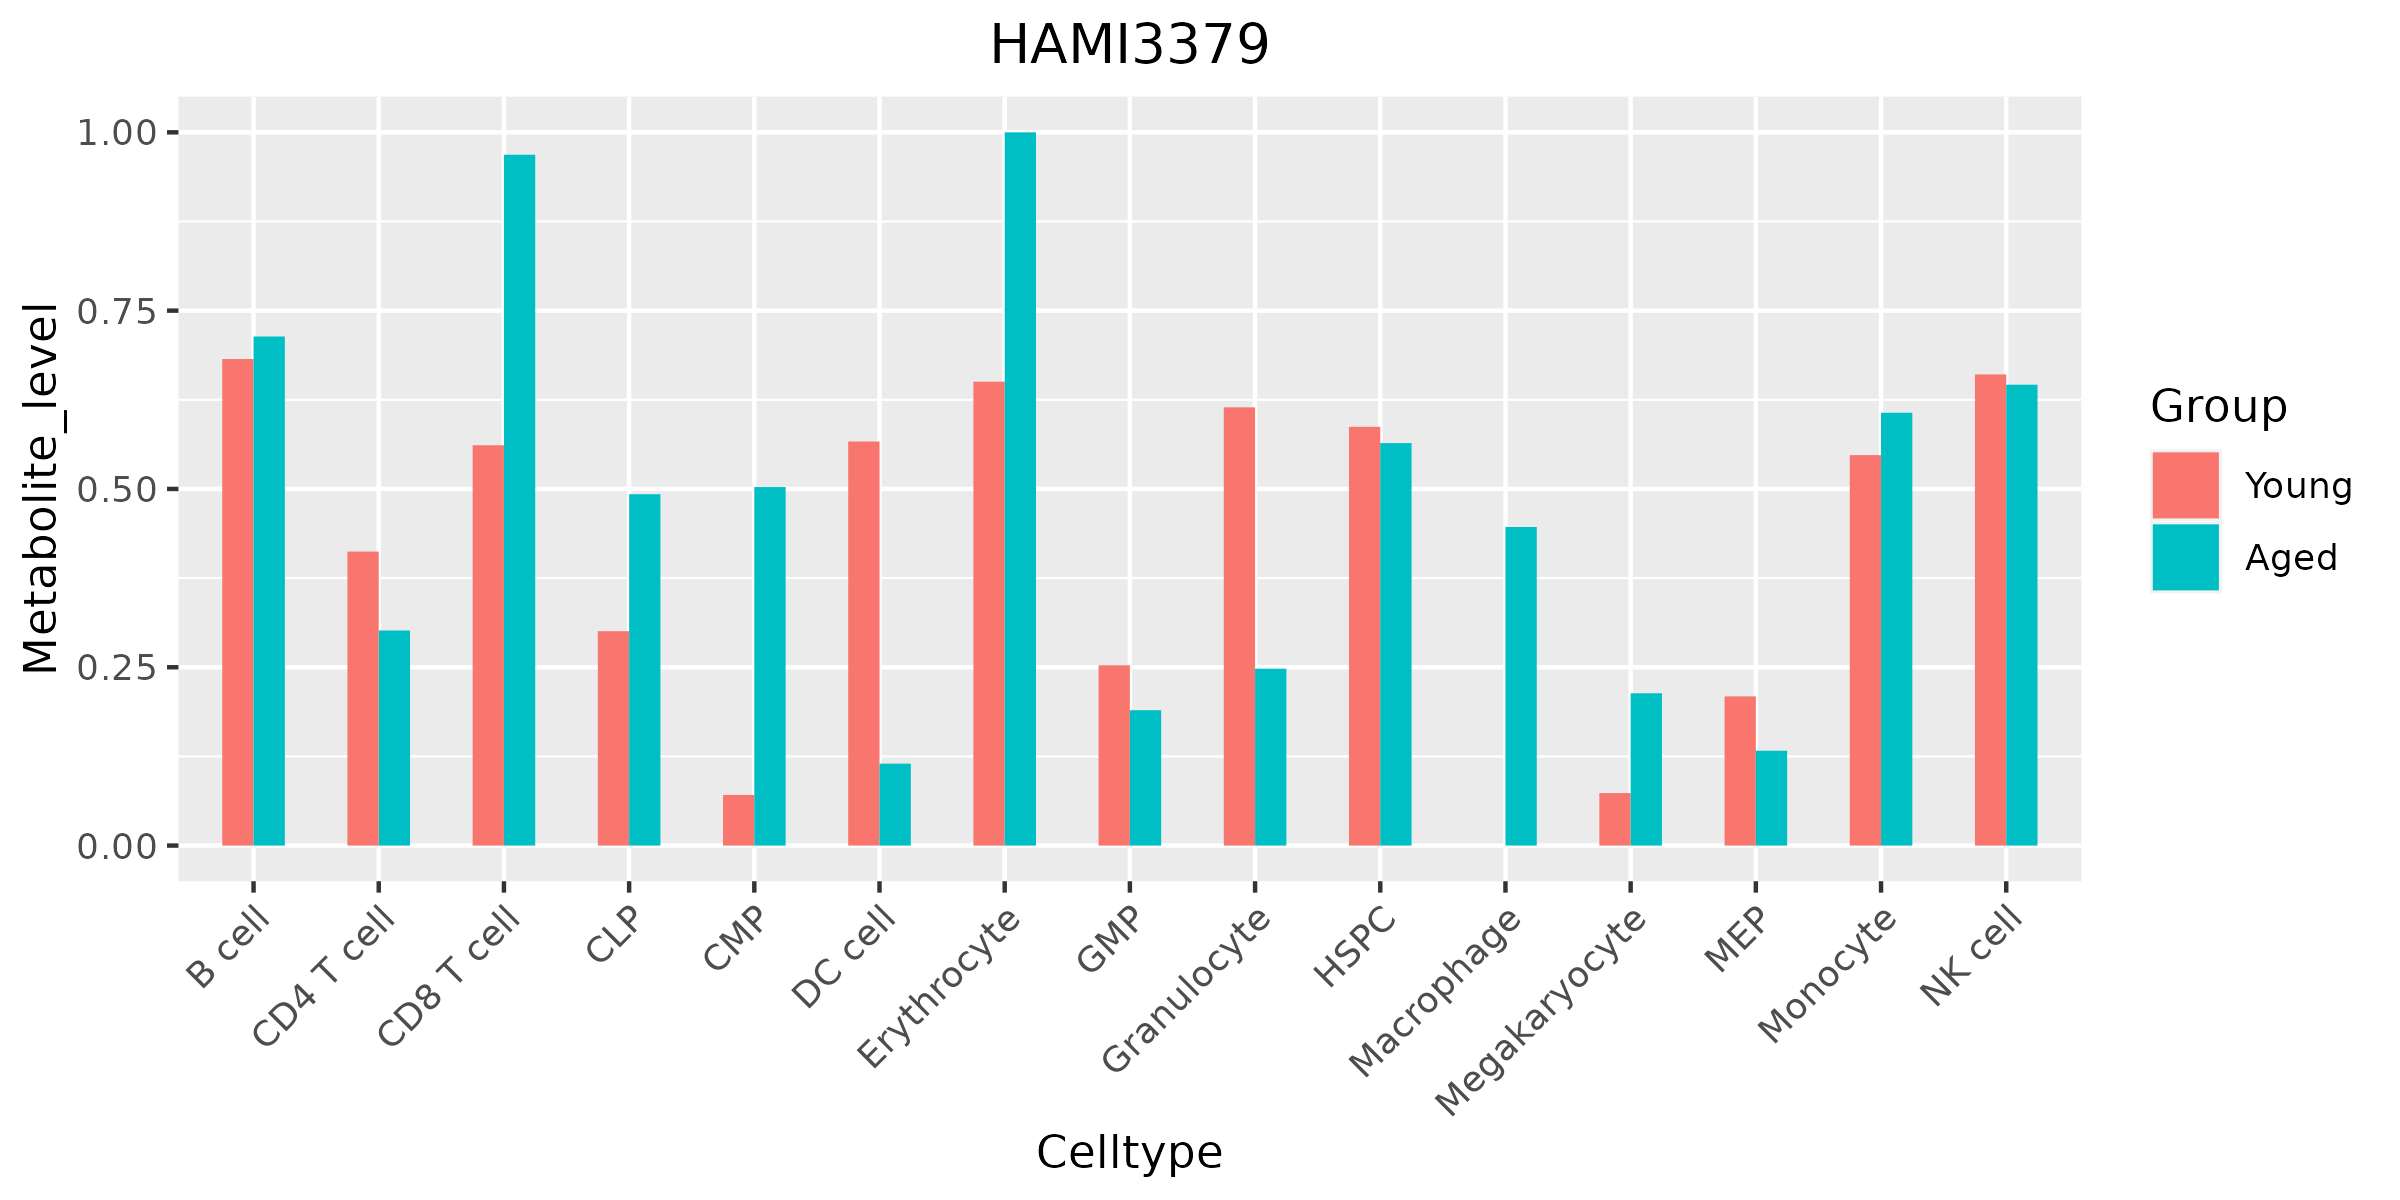 HAMI3379
Metabolite_level
1.00
0.75
0.50
0.25
0.00
B cell
CD4 T cell
CD8 T cell
CLP
CMP
DC cell
Erythrocyte
GMP
Granulocyte
HSPC
Macrophage
Megakaryocyte
MEP
Monocyte
NK cell
Celltype
Group
Young
Aged